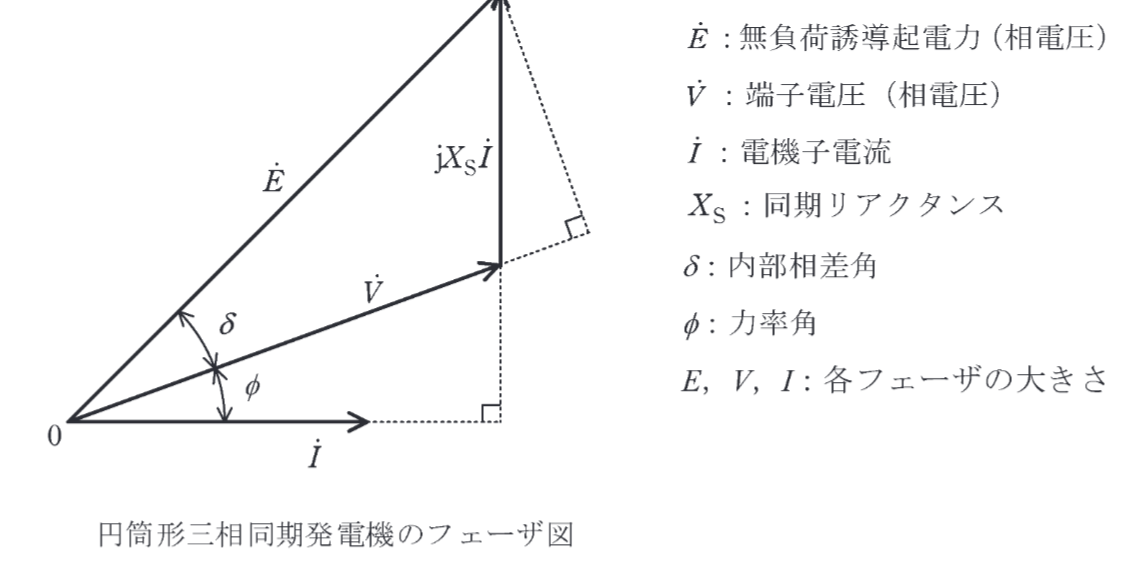 Ė：無負荷誘導起電力（相電圧）
V̇：端子電圧（相電圧）
İ：電機子電流
X_S：同期リアクタンス
δ：内部相差角
ϕ：力率角
E, V, I：各フェーザの大きさ
Ė
jX_Sİ
V̇
δ
ϕ
0
İ
円筒形三相同期発電機のフェーザ図